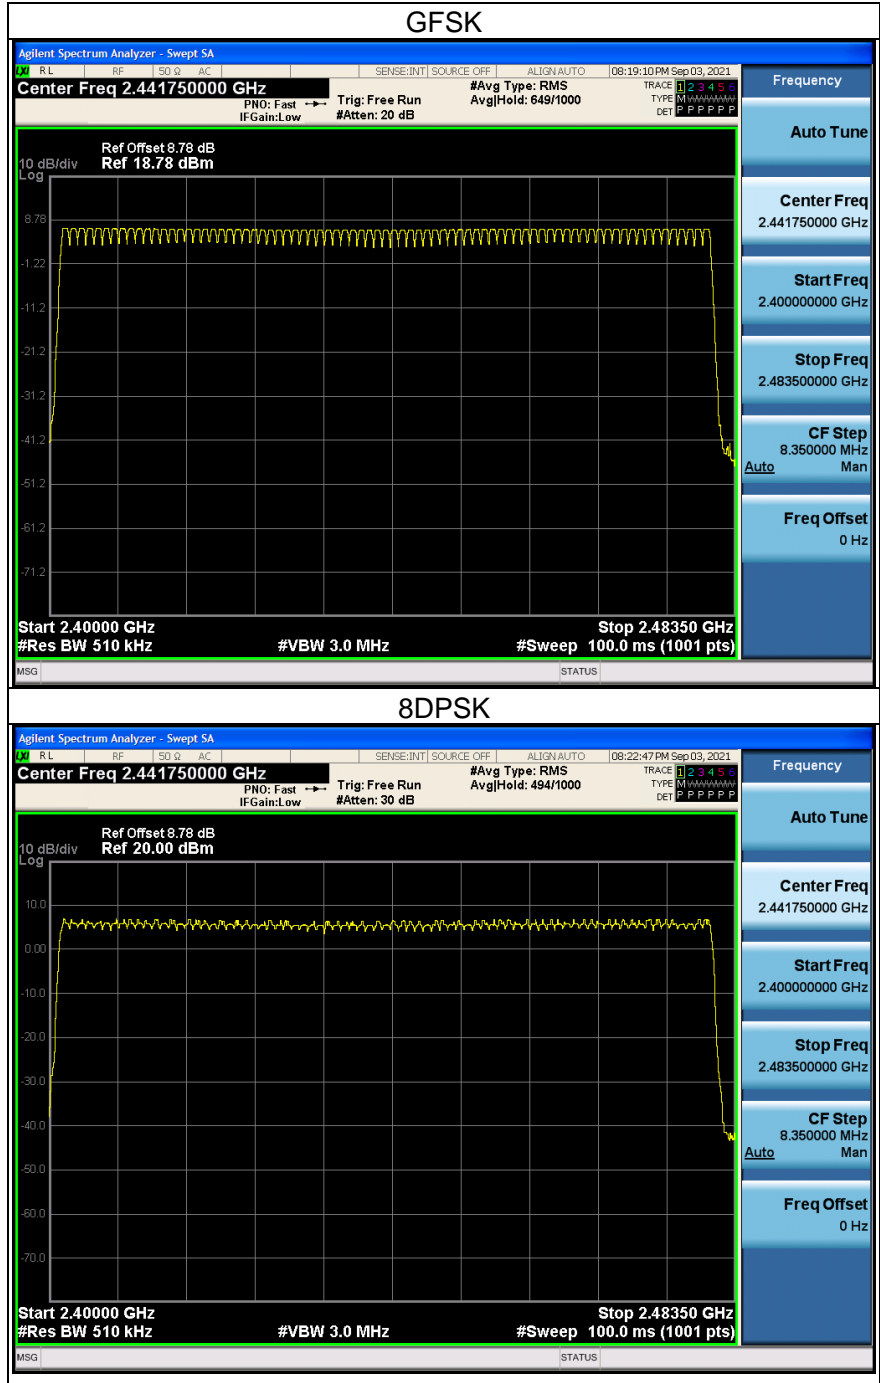 GFSK
Agilent Spectrum Analyzer - Swept SA
LXI RL RF 50 Ω AC SENSE:INT SOURCE OFF ALIGN AUTO 08:19:10 PM Sep 03, 2021
Center Freq 2.441750000 GHz #Avg Type: RMS TRACE 1 2 3 4 5 6 Frequency
PNO: Fast Trig: Free Run Avg|Hold: 649/1000 TYPE M WWWWW
IFGain:Low #Atten: 20 dB DET P P P P P P
Auto Tune
Ref Offset 8.78 dB
10 dB/div Ref 18.78 dBm
Log
Center Freq
2.441750000 GHz
8.78
-1.22
Start Freq
2.400000000 GHz
-11.2
-21.2
Stop Freq
2.483500000 GHz
-31.2
-41.2
CF Step
8.350000 MHz
Auto Man
-51.2
Freq Offset
0 Hz
-61.2
-71.2
Start 2.40000 GHz Stop 2.48350 GHz
#Res BW 510 kHz #VBW 3.0 MHz #Sweep 100.0 ms (1001 pts)
MSG STATUS
8DPSK
Agilent Spectrum Analyzer - Swept SA
LXI RL RF 50 Ω AC SENSE:INT SOURCE OFF ALIGN AUTO 08:22:47 PM Sep 03, 2021
Center Freq 2.441750000 GHz #Avg Type: RMS TRACE 1 2 3 4 5 6 Frequency
PNO: Fast Trig: Free Run Avg|Hold: 494/1000 TYPE M WWWWW
IFGain:Low #Atten: 30 dB DET P P P P P P
Auto Tune
Ref Offset 8.78 dB
10 dB/div Ref 20.00 dBm
Log
Center Freq
2.441750000 GHz
10.0
0.00
Start Freq
2.400000000 GHz
-10.0
-20.0
Stop Freq
2.483500000 GHz
-30.0
-40.0
CF Step
8.350000 MHz
Auto Man
-50.0
Freq Offset
0 Hz
-60.0
-70.0
Start 2.40000 GHz Stop 2.48350 GHz
#Res BW 510 kHz #VBW 3.0 MHz #Sweep 100.0 ms (1001 pts)
MSG STATUS